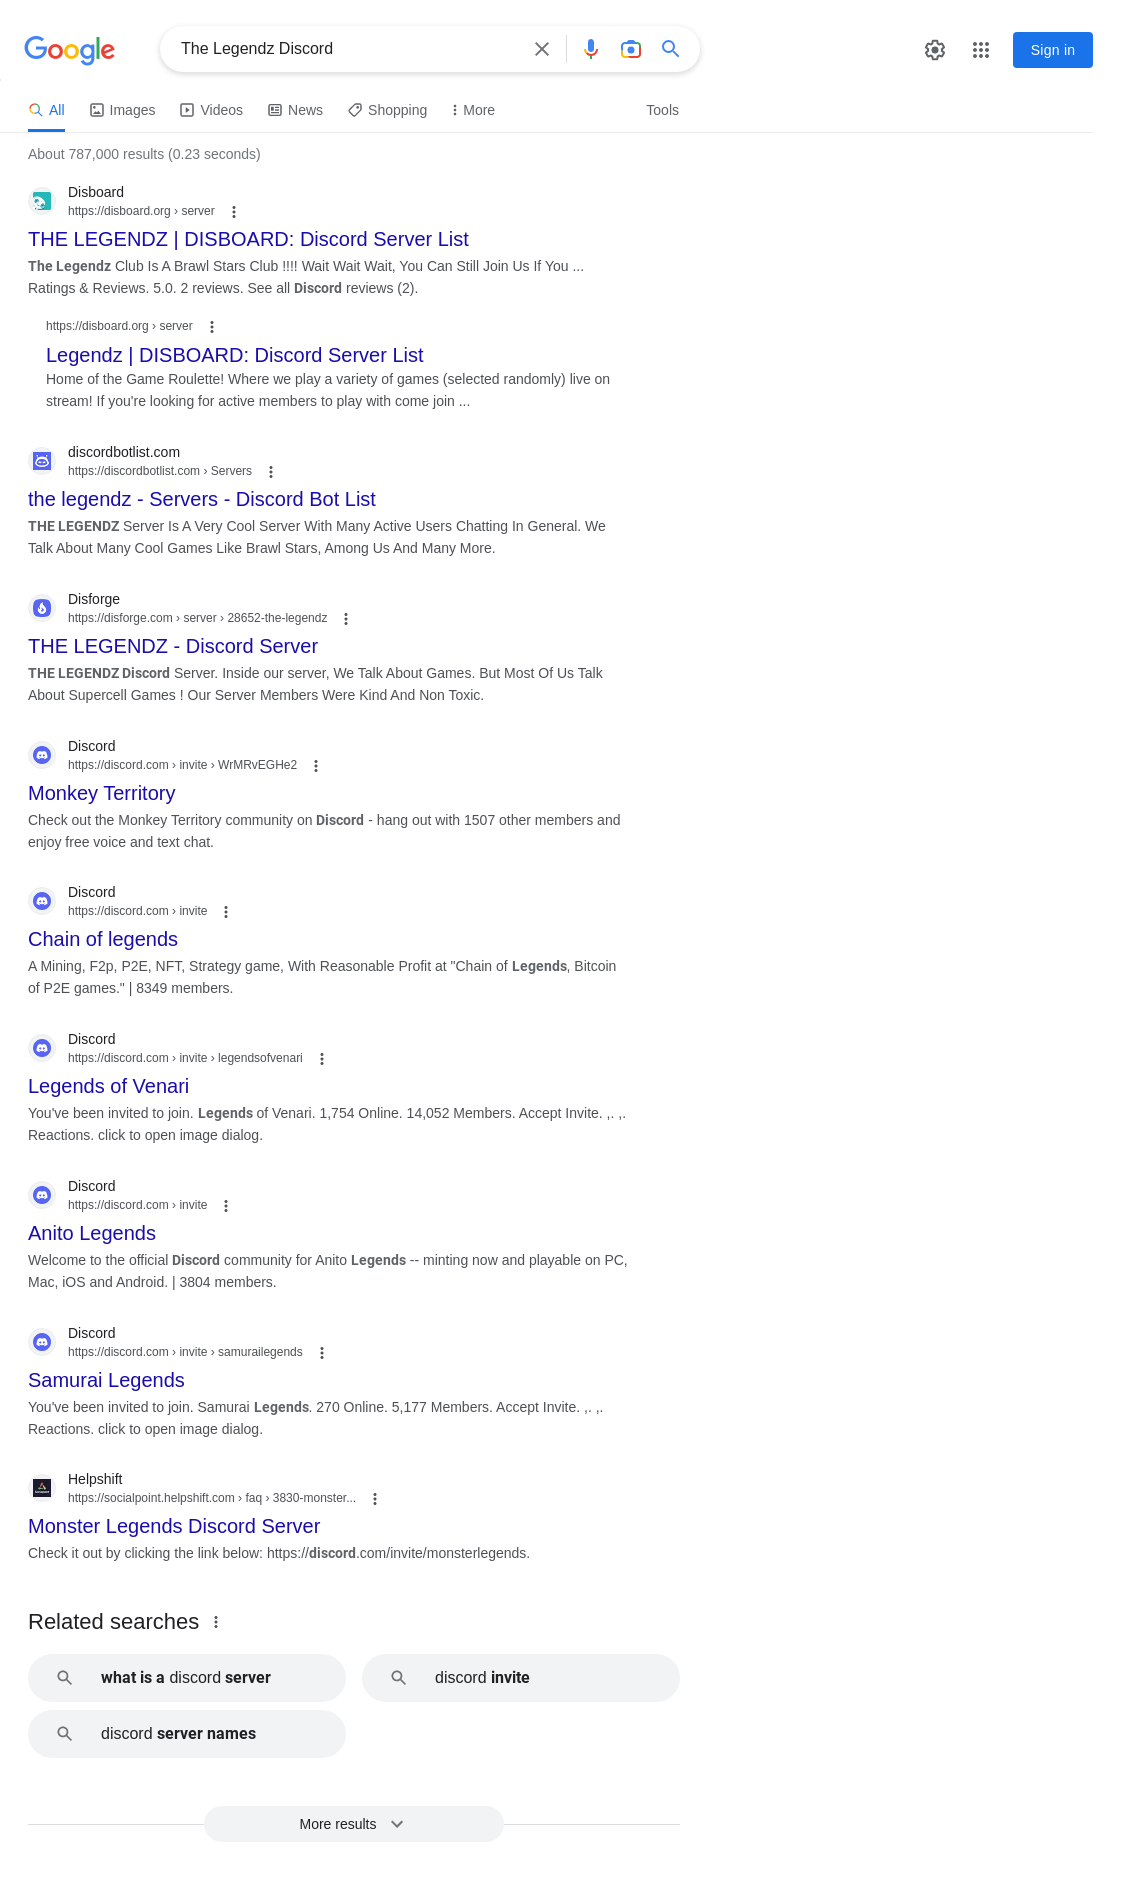 Google
The Legendz Discord
Sign in
All Images Videos News Shopping More Tools
About 787,000 results (0.23 seconds)
Disboard
https://disboard.org › server
THE LEGENDZ | DISBOARD: Discord Server List
The Legendz Club Is A Brawl Stars Club !!!! Wait Wait Wait, You Can Still Join Us If You ...
Ratings & Reviews. 5.0. 2 reviews. See all Discord reviews (2).
https://disboard.org › server
Legendz | DISBOARD: Discord Server List
Home of the Game Roulette! Where we play a variety of games (selected randomly) live on
stream! If you're looking for active members to play with come join ...
discordbotlist.com
https://discordbotlist.com › Servers
the legendz - Servers - Discord Bot List
THE LEGENDZ Server Is A Very Cool Server With Many Active Users Chatting In General. We
Talk About Many Cool Games Like Brawl Stars, Among Us And Many More.
Disforge
https://disforge.com › server › 28652-the-legendz
THE LEGENDZ - Discord Server
THE LEGENDZ Discord Server. Inside our server, We Talk About Games. But Most Of Us Talk
About Supercell Games ! Our Server Members Were Kind And Non Toxic.
Discord
https://discord.com › invite › WrMRvEGHe2
Monkey Territory
Check out the Monkey Territory community on Discord - hang out with 1507 other members and
enjoy free voice and text chat.
Discord
https://discord.com › invite
Chain of legends
A Mining, F2p, P2E, NFT, Strategy game, With Reasonable Profit at "Chain of Legends, Bitcoin
of P2E games." | 8349 members.
Discord
https://discord.com › invite › legendsofvenari
Legends of Venari
You've been invited to join. Legends of Venari. 1,754 Online. 14,052 Members. Accept Invite. ,. ,.
Reactions. click to open image dialog.
Discord
https://discord.com › invite
Anito Legends
Welcome to the official Discord community for Anito Legends -- minting now and playable on PC,
Mac, iOS and Android. | 3804 members.
Discord
https://discord.com › invite › samurailegends
Samurai Legends
You've been invited to join. Samurai Legends. 270 Online. 5,177 Members. Accept Invite. ,. ,.
Reactions. click to open image dialog.
Helpshift
https://socialpoint.helpshift.com › faq › 3830-monster...
Monster Legends Discord Server
Check it out by clicking the link below: https://discord.com/invite/monsterlegends.
Related searches
what is a discord server
discord invite
discord server names
More results